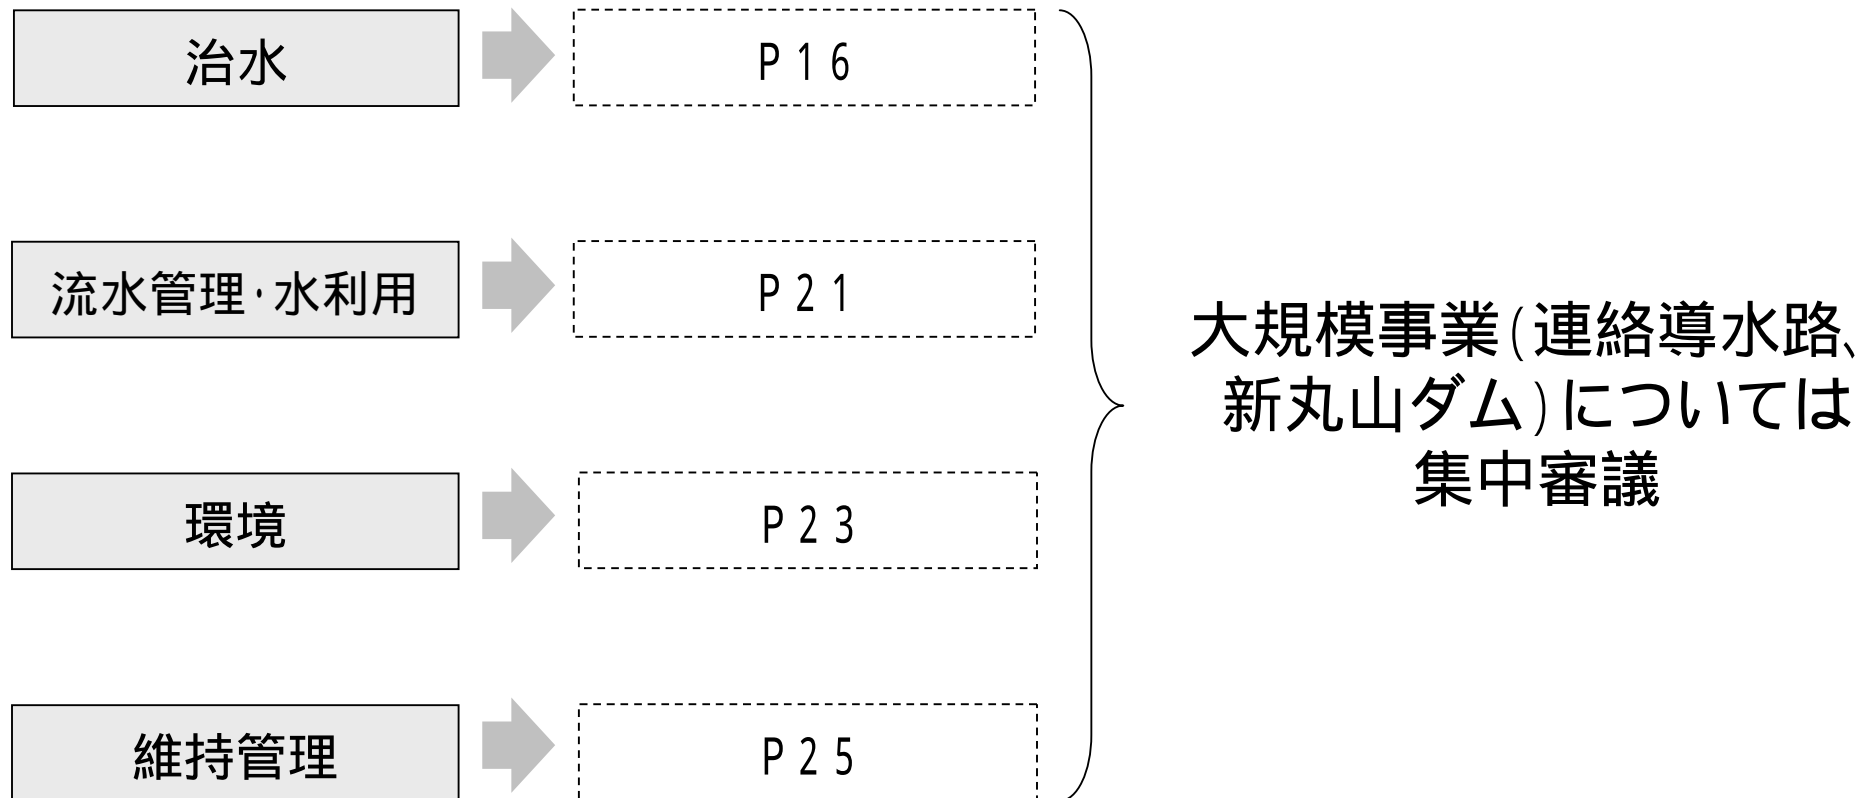 治水
P16
流水管理・水利用
P21
環境
P23
維持管理
P25
大規模事業(連絡導水路、
新丸山ダム)については
集中審議